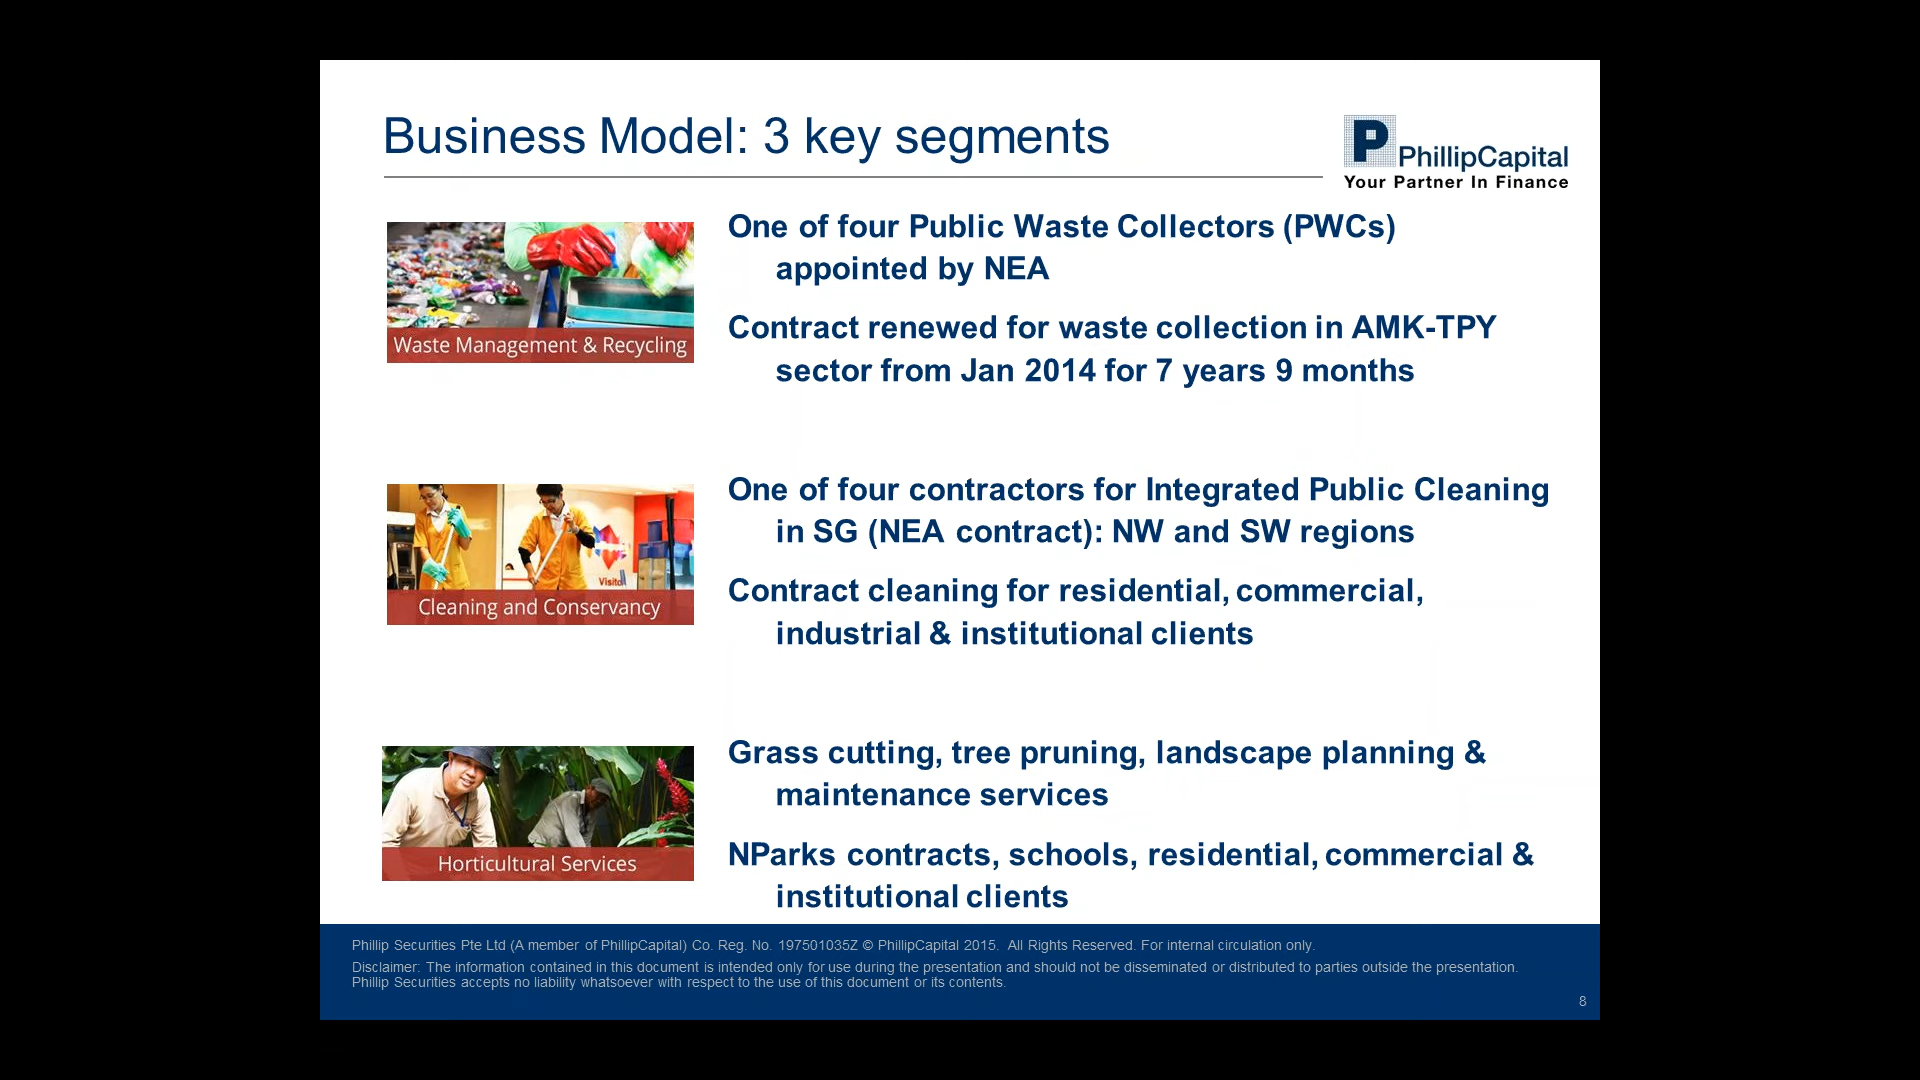 Business Model: 3 key segments
P
PhillipCapital
Your Partner In Finance
Waste Management & Recycling
One of four Public Waste Collectors (PWCs)
appointed by NEA
Contract renewed for waste collection in AMK-TPY
sector from Jan 2014 for 7 years 9 months
Visito
Cleaning and Conservancy
One of four contractors for Integrated Public Cleaning
in SG (NEA contract): NW and SW regions
Contract cleaning for residential, commercial,
industrial & institutional clients
Horticultural Services
Grass cutting, tree pruning, landscape planning &
maintenance services
NParks contracts, schools, residential, commercial &
institutional clients
Phillip Securities Pte Ltd (A member of PhillipCapital) Co. Reg. No. 197501035Z © PhillipCapital 2015. All Rights Reserved. For internal circulation only.
Disclaimer: The information contained in this document is intended only for use during the presentation and should not be disseminated or distributed to parties outside the presentation.
Phillip Securities accepts no liability whatsoever with respect to the use of this document or its contents.
8